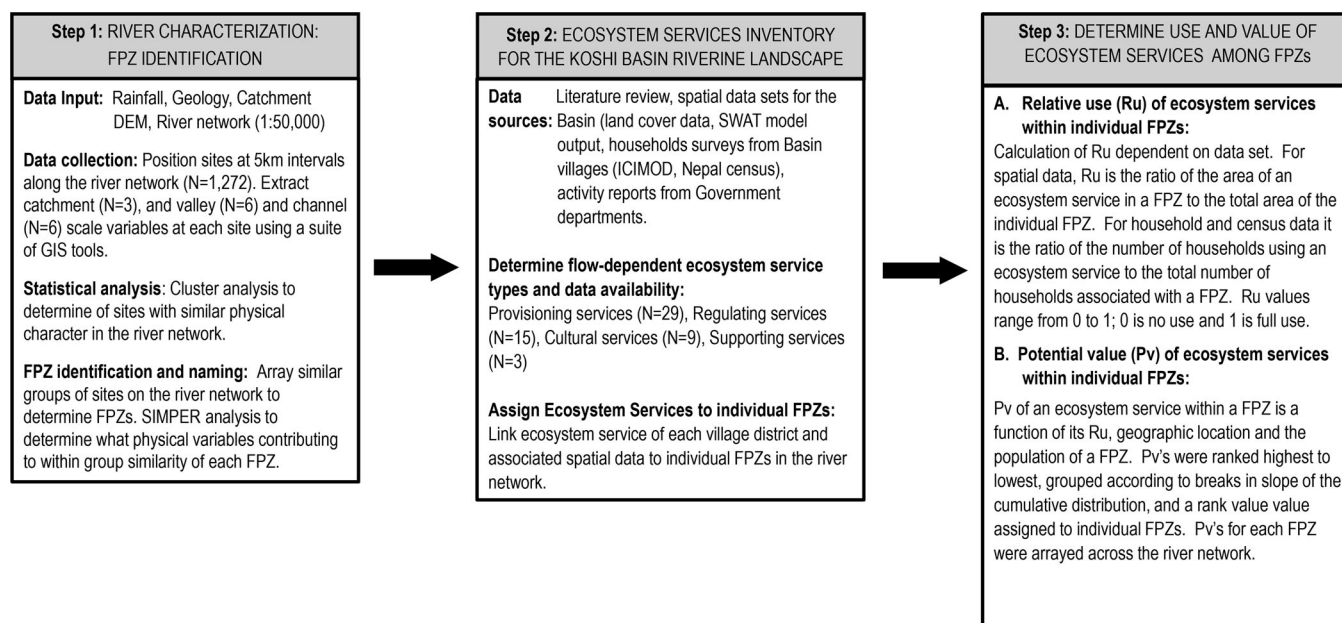 Step 1: RIVER CHARACTERIZATION:
FPZ IDENTIFICATION
Data Input: Rainfall, Geology, Catchment
DEM, River network (1:50,000)
Data collection: Position sites at 5km intervals
along the river network (N=1,272). Extract
catchment (N=3), and valley (N=6) and channel
(N=6) scale variables at each site using a suite
of GIS tools.
Statistical analysis: Cluster analysis to
determine of sites with similar physical
character in the river network.
FPZ identification and naming: Array similar
groups of sites on the river network to
determine FPZs. SIMPER analysis to
determine what physical variables contributing
to within group similarity of each FPZ.
Step 2: ECOSYSTEM SERVICES INVENTORY
FOR THE KOSHI BASIN RIVERINE LANDSCAPE
Data Literature review, spatial data sets for the
sources: Basin (land cover data, SWAT model
output, households surveys from Basin
villages (ICIMOD, Nepal census),
activity reports from Government
departments.
Determine flow-dependent ecosystem service
types and data availability:
Provisioning services (N=29), Regulating services
(N=15), Cultural services (N=9), Supporting services
(N=3)
Assign Ecosystem Services to individual FPZs:
Link ecosystem service of each village district and
associated spatial data to individual FPZs in the river
network.
Step 3: DETERMINE USE AND VALUE OF
ECOSYSTEM SERVICES AMONG FPZs
A. Relative use (Ru) of ecosystem services
within individual FPZs:
Calculation of Ru dependent on data set. For
spatial data, Ru is the ratio of the area of an
ecosystem service in a FPZ to the total area of the
individual FPZ. For household and census data it
is the ratio of the number of households using an
ecosystem service to the total number of
households associated with a FPZ. Ru values
range from 0 to 1; 0 is no use and 1 is full use.
B. Potential value (Pv) of ecosystem services
within individual FPZs:
Pv of an ecosystem service within a FPZ is a
function of its Ru, geographic location and the
population of a FPZ. Pv's were ranked highest to
lowest, grouped according to breaks in slope of the
cumulative distribution, and a rank value value
assigned to individual FPZs. Pv's for each FPZ
were arrayed across the river network.